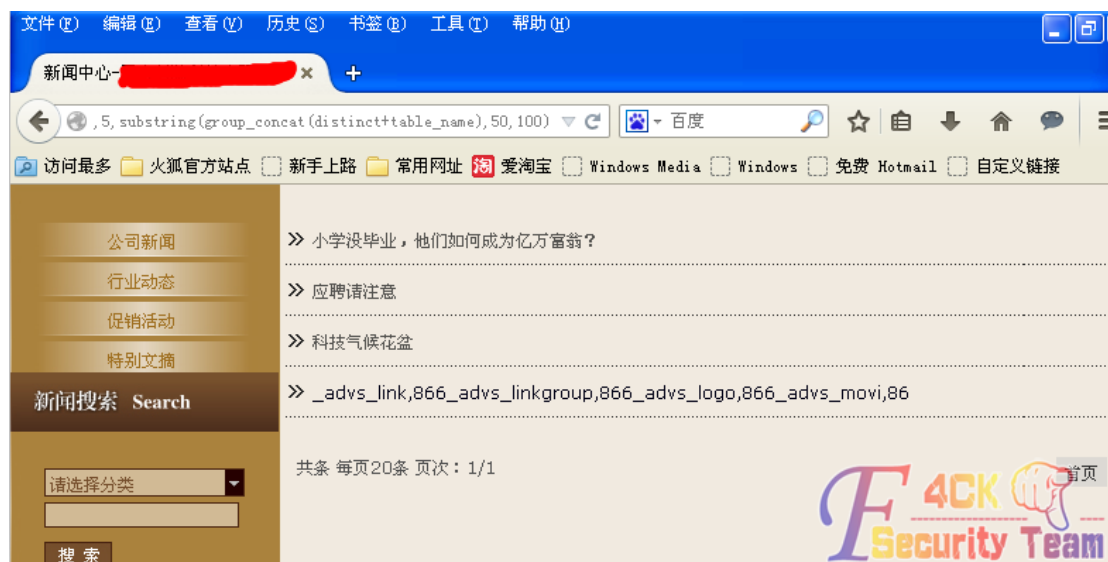 文件(F) 编辑(E) 查看(V) 历史(S) 书签(B) 工具(T) 帮助(H)
新闻中心-
,5,substring(group_concat(distinct+table_name),50,100)
百度
访问最多 火狐官方站点 新手上路 常用网址 淘 爱淘宝 Windows Media Windows 免费 Hotmail 自定义链接
公司新闻
行业动态
促销活动
特别文摘
新闻搜索 Search
请选择分类
搜 索
小学没毕业，他们如何成为亿万富翁？
应聘请注意
科技气候花盆
_advs_link,866_advs_linkgroup,866_advs_logo,866_advs_movi,86
共条 每页20条 页次：1/1
首页
F4CK
Security Team